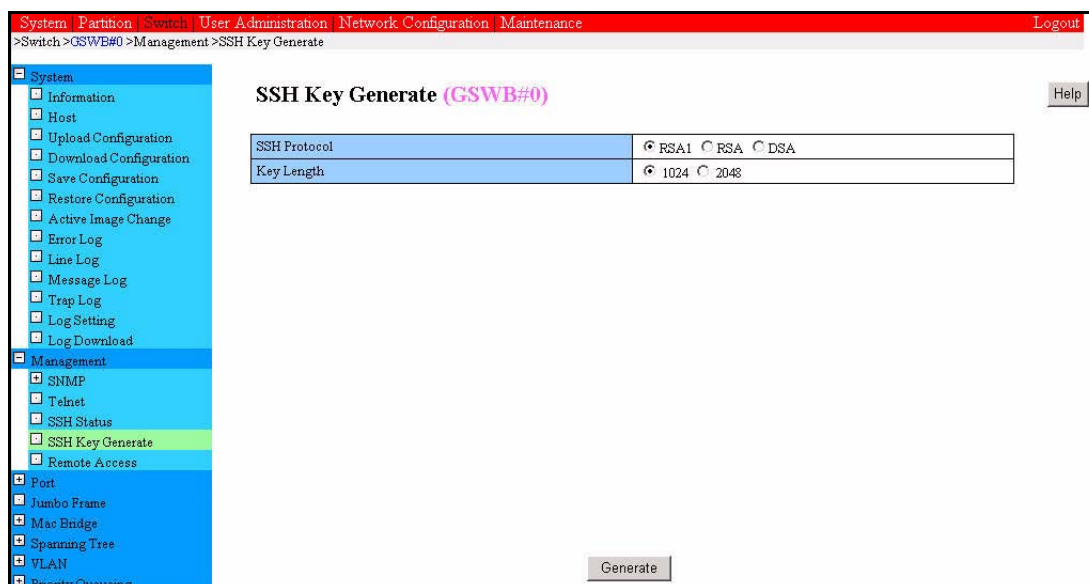 System | Partition | Switch | User Administration | Network Configuration | Maintenance Logout
>Switch >GSWB#0 >Management >SSH Key Generate
System
Information
Host
Upload Configuration
Download Configuration
Save Configuration
Restore Configuration
Active Image Change
Error Log
Line Log
Message Log
Trap Log
Log Setting
Log Download
Management
SNMP
Telnet
SSH Status
SSH Key Generate
Remote Access
Port
Jumbo Frame
Mac Bridge
Spanning Tree
VLAN
Priority Queueing
SSH Key Generate (GSWB#0)
Help
SSH Protocol RSA1 RSA DSA
Key Length 1024 2048
Generate